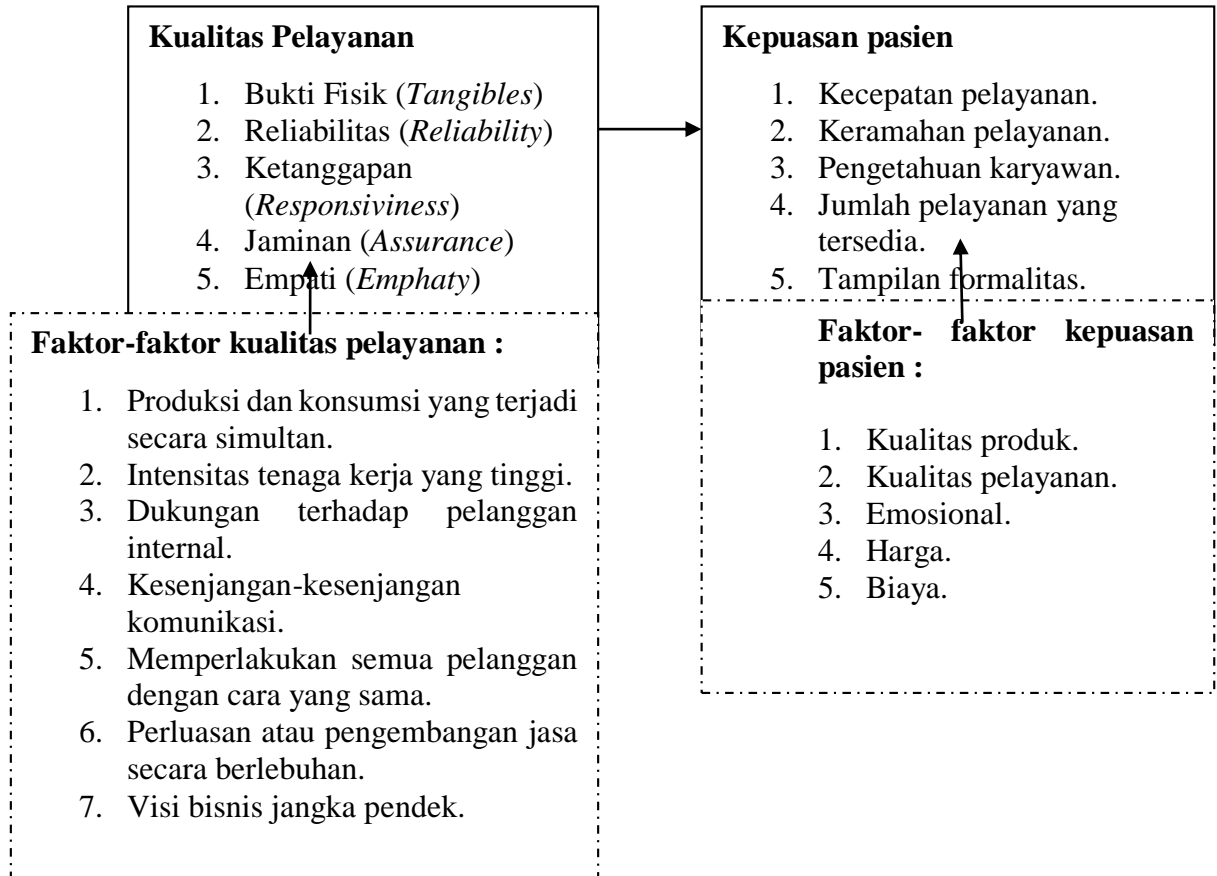 Kualitas Pelayanan
1. Bukti Fisik (Tangibles)
2. Reliabilitas (Reliability)
3. Ketanggapan
(Responsiviness)
4. Jaminan (Assurance)
5. Empati (Emphaty)
Kepuasan pasien
1. Kecepatan pelayanan.
2. Keramahan pelayanan.
3. Pengetahuan karyawan.
4. Jumlah pelayanan yang
tersedia.
5. Tampilan formalitas.
Faktor-faktor kualitas pelayanan :
1. Produksi dan konsumsi yang terjadi
secara simultan.
2. Intensitas tenaga kerja yang tinggi.
3. Dukungan terhadap pelanggan
internal.
4. Kesenjangan-kesenjangan
komunikasi.
5. Memperlakukan semua pelanggan
dengan cara yang sama.
6. Perluasan atau pengembangan jasa
secara berlebuhan.
7. Visi bisnis jangka pendek.
Faktor- faktor kepuasan
pasien :
1. Kualitas produk.
2. Kualitas pelayanan.
3. Emosional.
4. Harga.
5. Biaya.